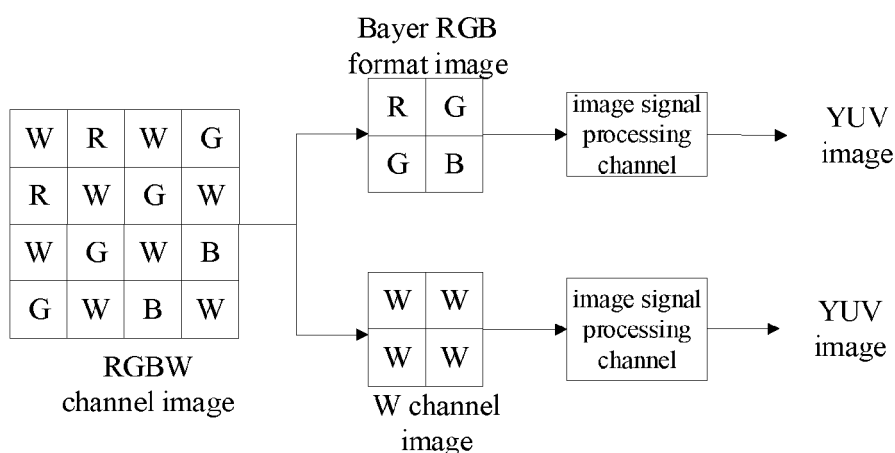 Bayer RGB
format image
R G
G B
image signal
processing
channel
YUV
image
W R W G
R W G W
W G W B
G W B W
RGBW
channel image
W W
W W
W channel
image
image signal
processing
channel
YUV
image